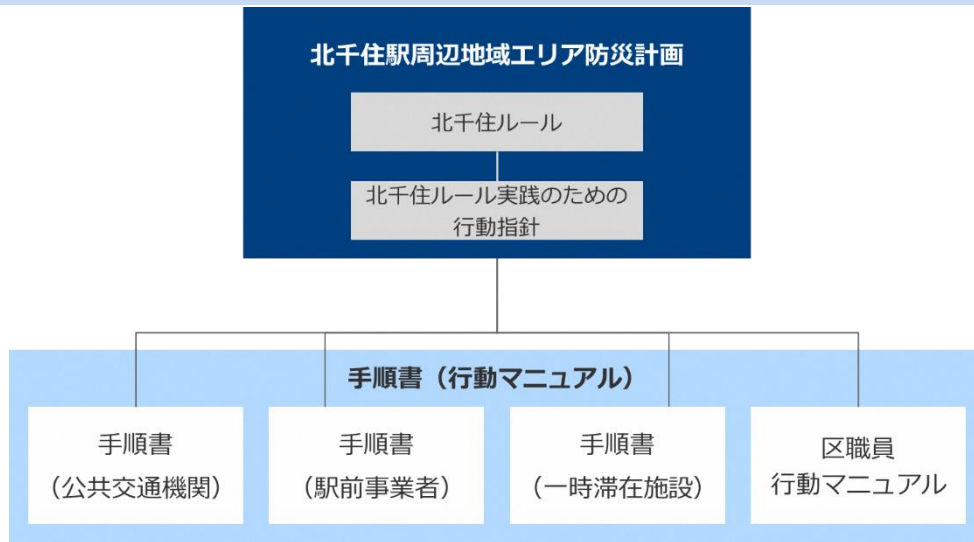 北千住駅周辺地域エリア防災計画
北千住ルール
北千住ルール実践のための
行動指針
手順書（行動マニュアル）
手順書
（公共交通機関）
手順書
（駅前事業者）
手順書
（一時滞在施設）
区職員
行動マニュアル